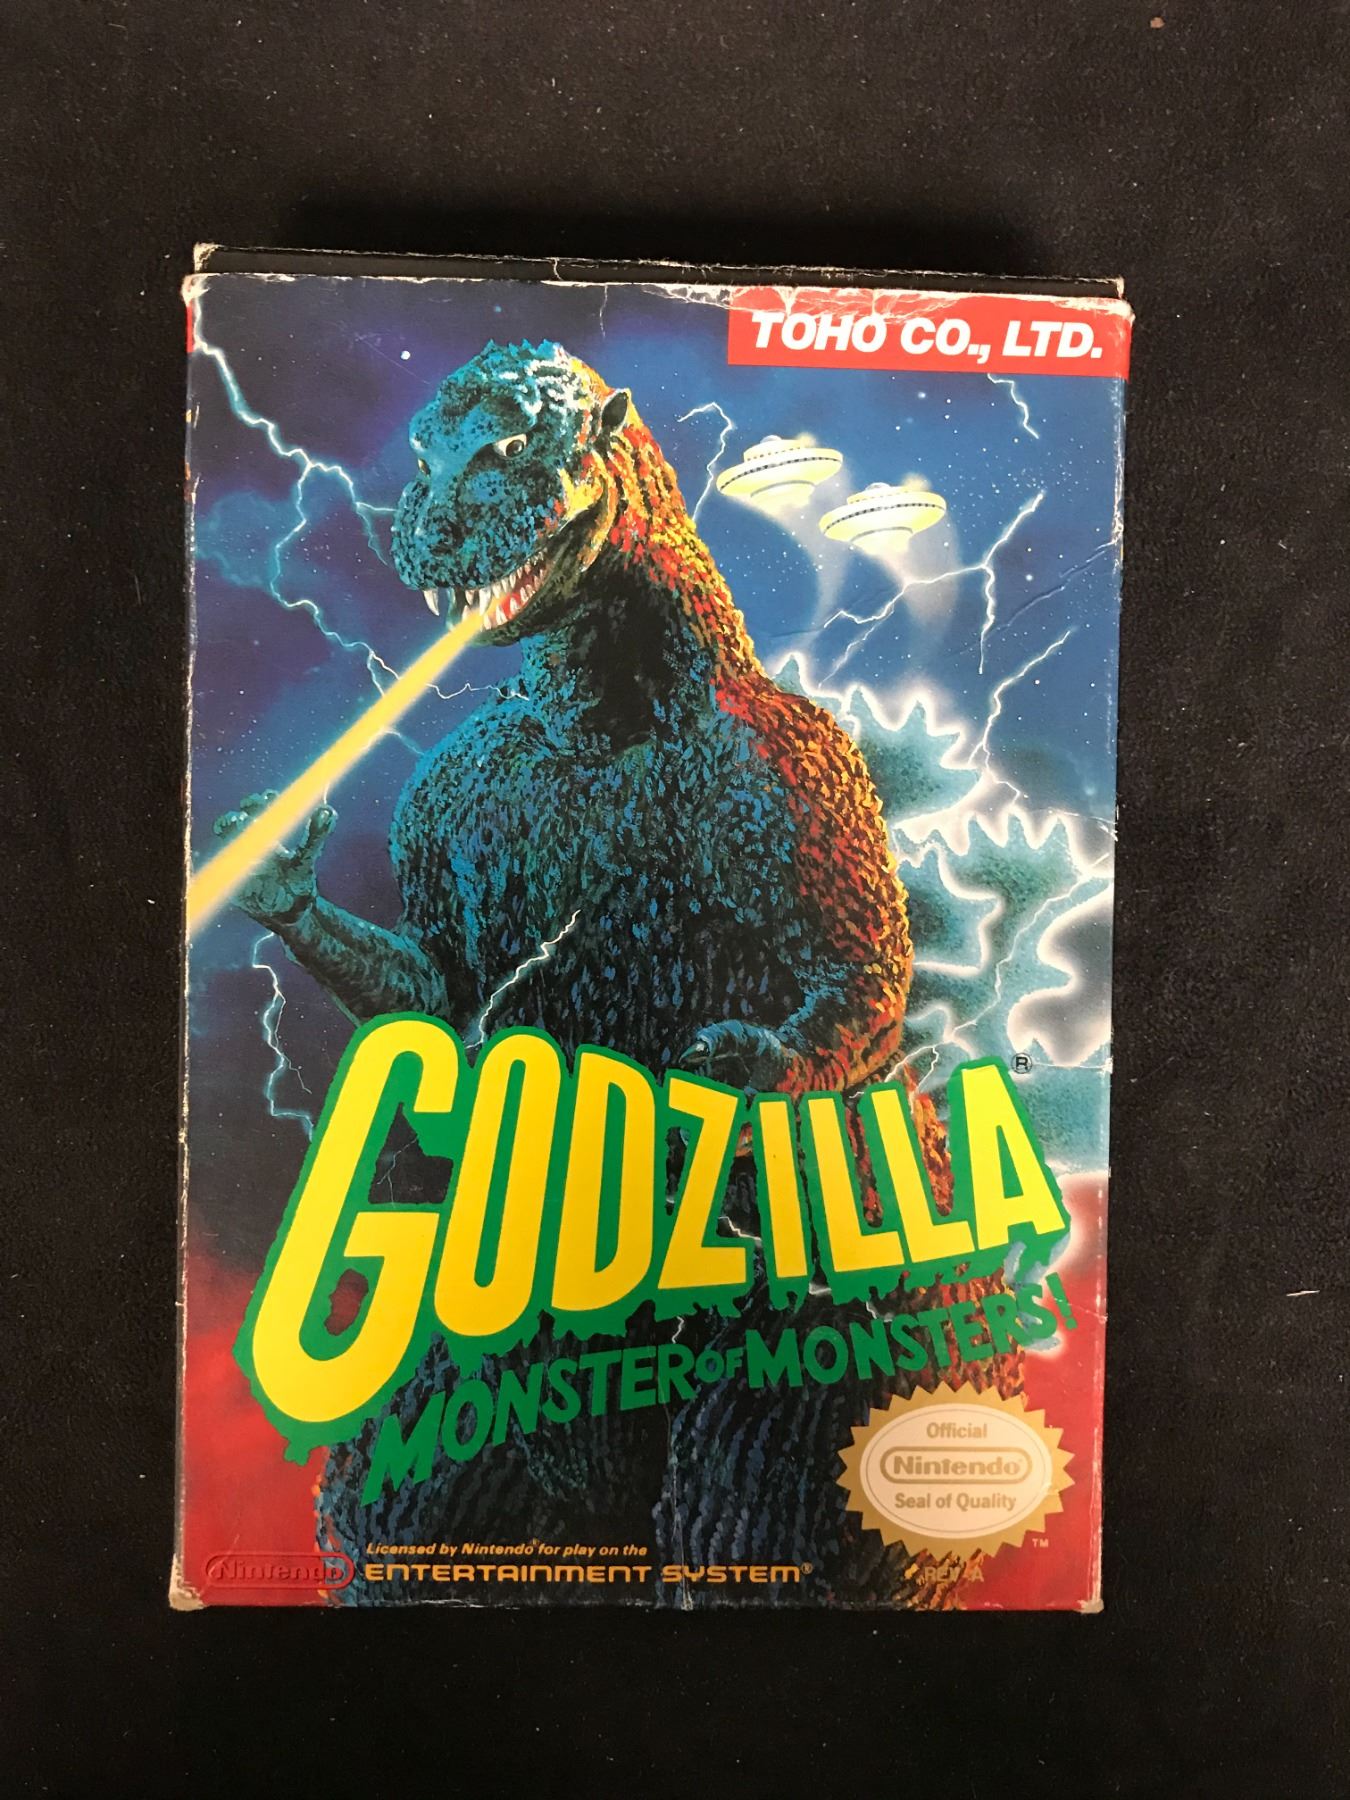 TOHO CO., LTD.
GODZILLA®
MONSTER OF MONSTERS!
Official
Nintendo®
Seal of Quality
TM
Licensed by Nintendo® for play on the
Nintendo® ENTERTAINMENT SYSTEM®
REV-A